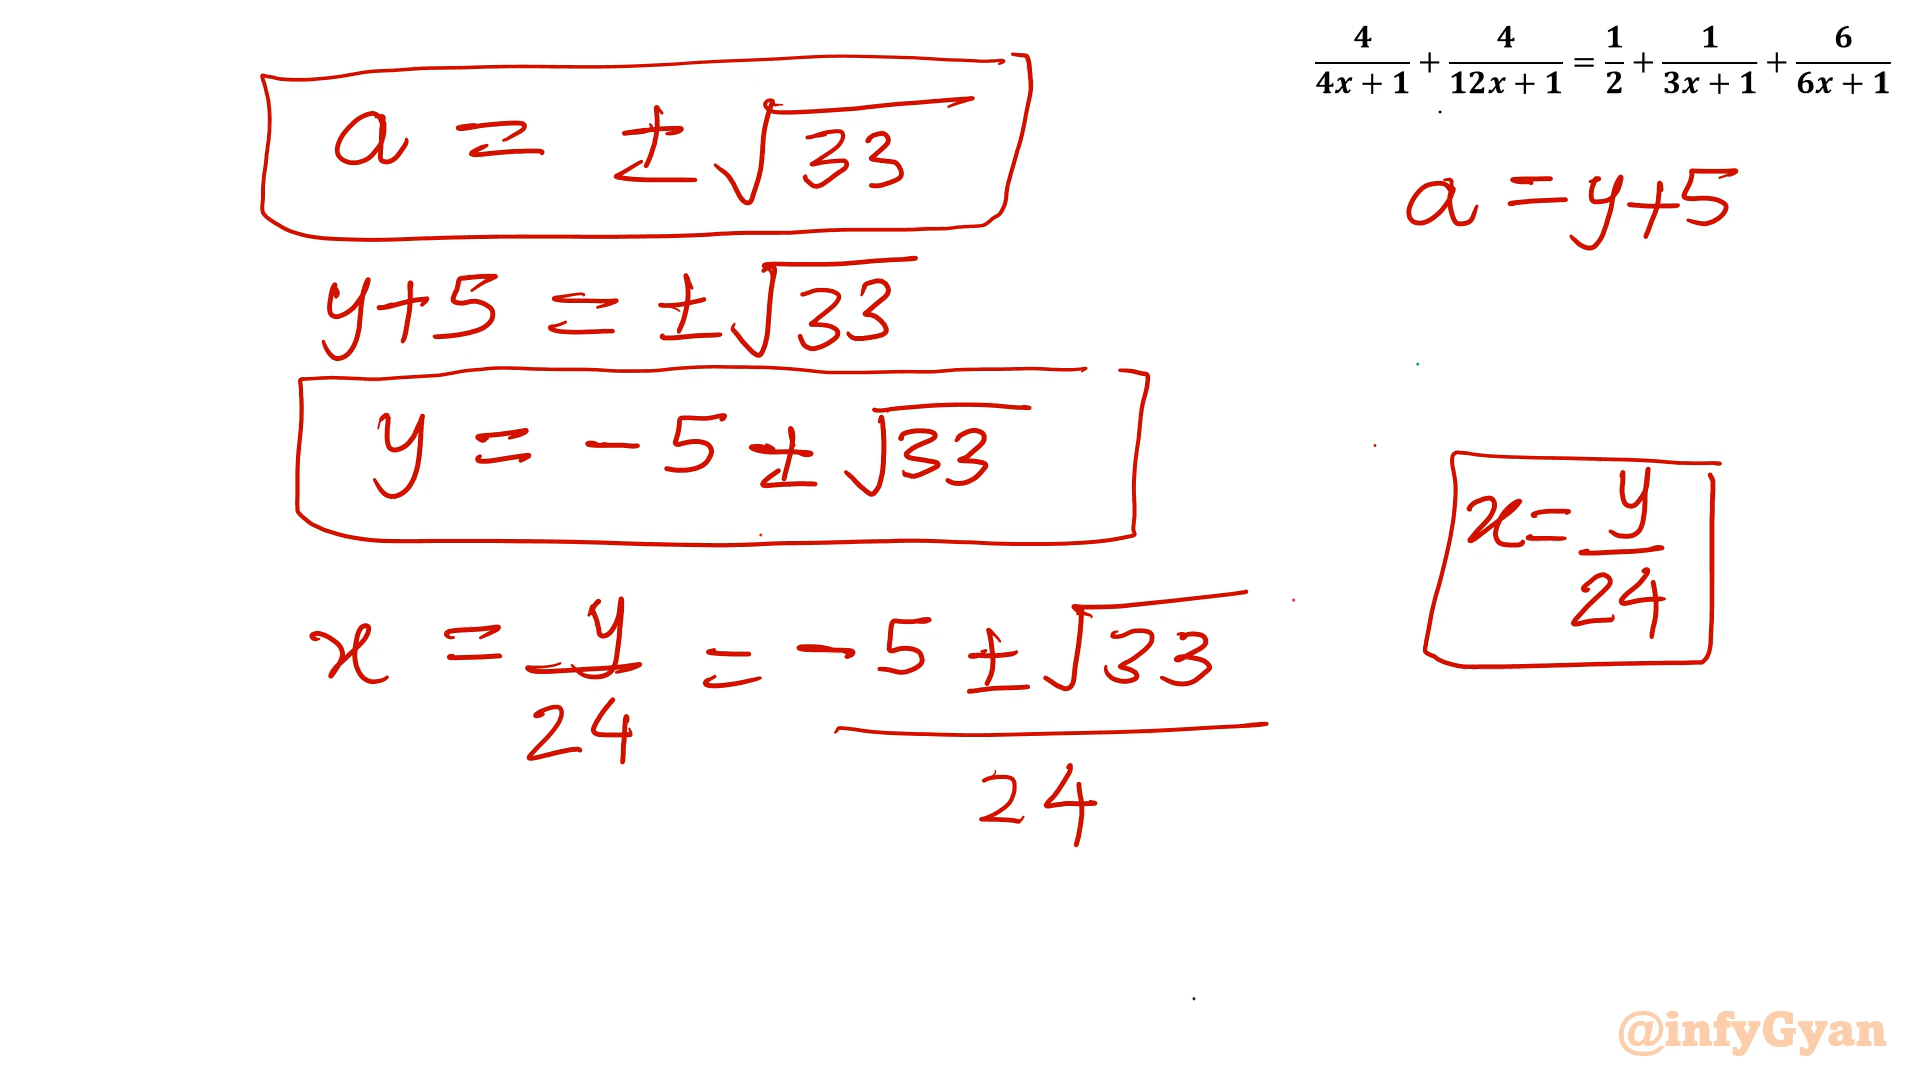 4/(4x + 1) + 4/(12x + 1) = 1/2 + 1/(3x + 1) + 6/(6x + 1)
a = ± √33
a = y+5
y+5 = ± √33
y = - 5 ± √33
x = y/24
x = y/24 = (- 5 ± √33)/24
@infyGyan